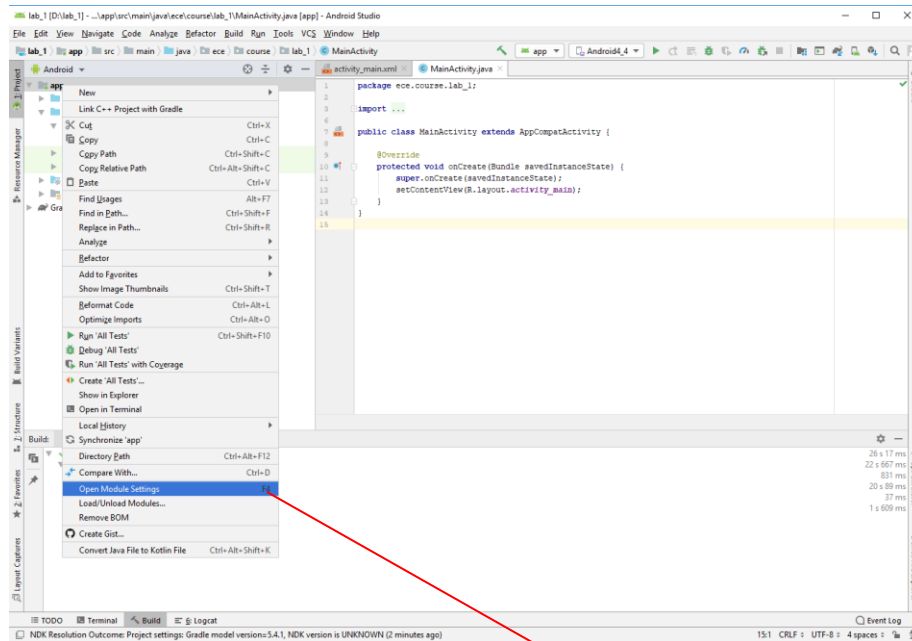 lab_1 [D:\lab_1] - ...\app\src\main\java\ece\course\lab_1\MainActivity.java [app] - Android Studio
File Edit View Navigate Code Analyze Refactor Build Run Tools VCS Window Help
lab_1 app src main java ece course lab_1 MainActivity app Android4_4
Android activity_main.xml MainActivity.java
1: Project
Resource Manager
Build Variants
7: Structure
2: Favorites
Layout Captures
app
Gra
New
Link C++ Project with Gradle
Cut Ctrl+X
Copy Ctrl+C
Copy Path Ctrl+Shift+C
Copy Relative Path Ctrl+Alt+Shift+C
Paste Ctrl+V
Find Usages Alt+F7
Find in Path... Ctrl+Shift+F
Replace in Path... Ctrl+Shift+R
Analyze
Refactor
Add to Favorites
Show Image Thumbnails Ctrl+Shift+T
Reformat Code Ctrl+Alt+L
Optimize Imports Ctrl+Alt+O
Run 'All Tests' Ctrl+Shift+F10
Debug 'All Tests'
Run 'All Tests' with Coverage
Create 'All Tests'...
Show in Explorer
Open in Terminal
Local History
Synchronize 'app'
Directory Path Ctrl+Alt+F12
Compare With... Ctrl+D
Open Module Settings F4
Load/Unload Modules...
Remove BOM
Create Gist...
Convert Java File to Kotlin File Ctrl+Alt+Shift+K
1 package ece.course.lab_1;
2
3 import ...
6
7 public class MainActivity extends AppCompatActivity {
8
9 @Override
10 protected void onCreate(Bundle savedInstanceState) {
11 super.onCreate(savedInstanceState);
12 setContentView(R.layout.activity_main);
13 }
14 }
15
Build:
26 s 17 ms
22 s 667 ms
831 ms
20 s 89 ms
37 ms
1 s 609 ms
TODO Terminal Build 6: Logcat Event Log
NDK Resolution Outcome: Project settings: Gradle model version=5.4.1, NDK version is UNKNOWN (2 minutes ago) 15:1 CRLF UTF-8 4 spaces